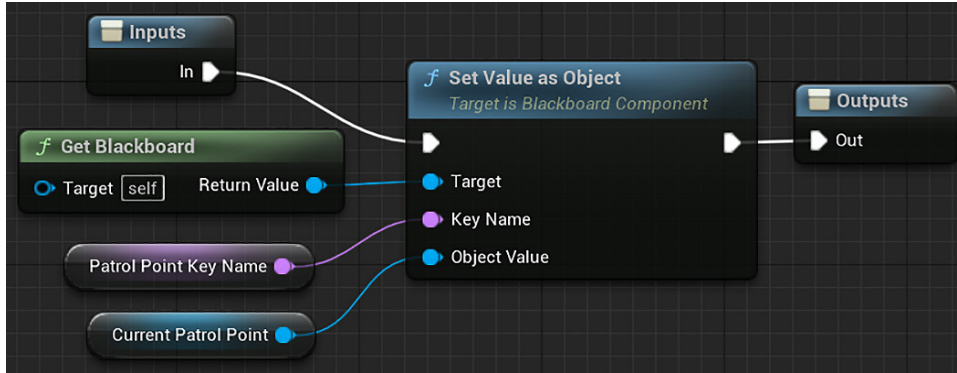 Inputs
In
f Set Value as Object
Target is Blackboard Component
Outputs
Out
f Get Blackboard
Target self Return Value
Target
Key Name
Patrol Point Key Name
Object Value
Current Patrol Point